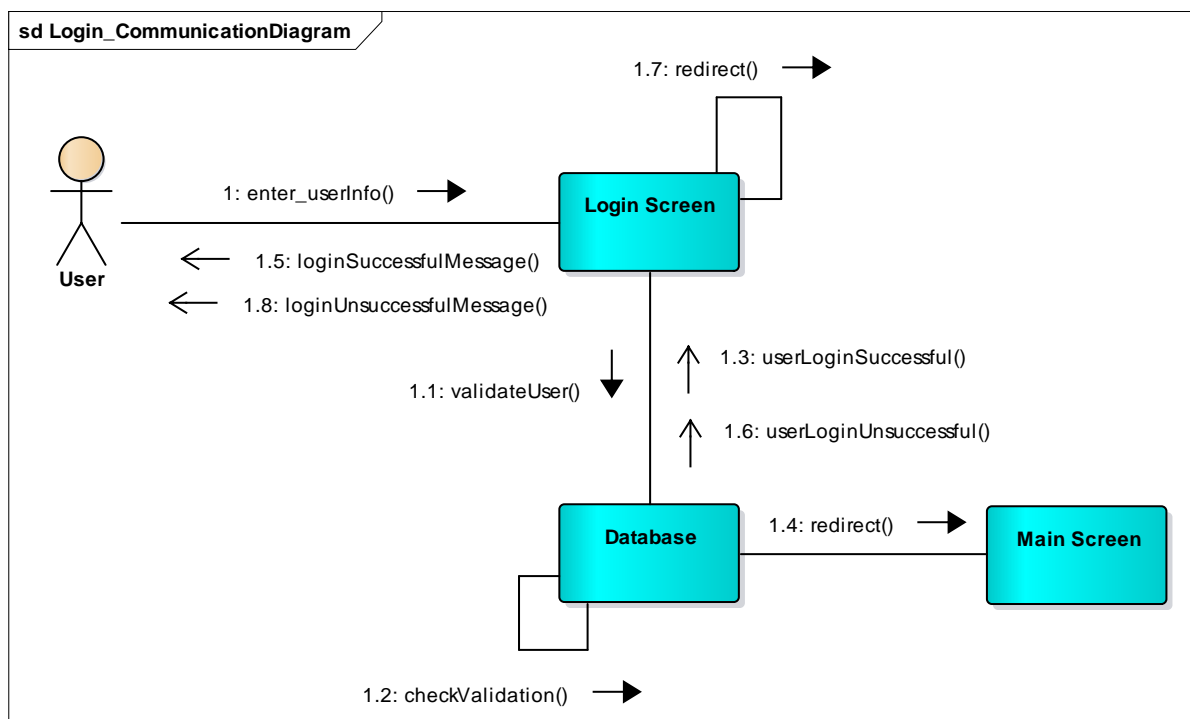 sd Login_CommunicationDiagram
1.7: redirect()
1: enter_userInfo()
Login Screen
User
1.5: loginSuccessfulMessage()
1.8: loginUnsuccessfulMessage()
1.3: userLoginSuccessful()
1.1: validateUser()
1.6: userLoginUnsuccessful()
Database
1.4: redirect()
Main Screen
1.2: checkValidation()